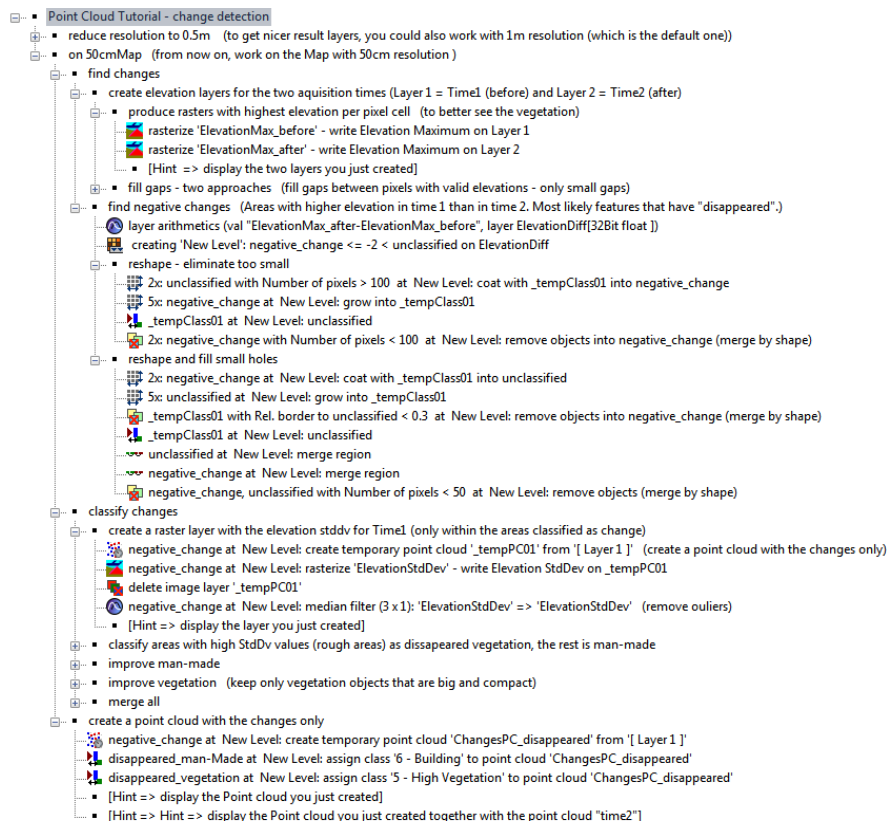 Point Cloud Tutorial - change detection
reduce resolution to 0.5m (to get nicer result layers, you could also work with 1m resolution (which is the default one))
on 50cmMap (from now on, work on the Map with 50cm resolution )
find changes
create elevation layers for the two aquisition times (Layer 1 = Time1 (before) and Layer 2 = Time2 (after)
produce rasters with highest elevation per pixel cell (to better see the vegetation)
rasterize 'ElevationMax_before' - write Elevation Maximum on Layer 1
rasterize 'ElevationMax_after' - write Elevation Maximum on Layer 2
[Hint => display the two layers you just created]
fill gaps - two approaches (fill gaps between pixels with valid elevations - only small gaps)
find negative changes (Areas with higher elevation in time 1 than in time 2. Most likely features that have "disappeared".)
layer arithmetics (val "ElevationMax_after-ElevationMax_before", layer ElevationDiff[32Bit float ])
creating 'New Level': negative_change <= -2 < unclassified on ElevationDiff
reshape - eliminate too small
2x: unclassified with Number of pixels > 100 at New Level: coat with _tempClass01 into negative_change
5x: negative_change at New Level: grow into _tempClass01
_tempClass01 at New Level: unclassified
2x: negative_change with Number of pixels < 100 at New Level: remove objects into negative_change (merge by shape)
reshape and fill small holes
2x: negative_change at New Level: coat with _tempClass01 into unclassified
5x: unclassified at New Level: grow into _tempClass01
_tempClass01 with Rel. border to unclassified < 0.3 at New Level: remove objects into negative_change (merge by shape)
_tempClass01 at New Level: unclassified
unclassified at New Level: merge region
negative_change at New Level: merge region
negative_change, unclassified with Number of pixels < 50 at New Level: remove objects (merge by shape)
classify changes
create a raster layer with the elevation stddv for Time1 (only within the areas classified as change)
negative_change at New Level: create temporary point cloud '_tempPC01' from '[ Layer 1 ]' (create a point cloud with the changes only)
negative_change at New Level: rasterize 'ElevationStdDev' - write Elevation StdDev on _tempPC01
delete image layer '_tempPC01'
negative_change at New Level: median filter (3 x 1): 'ElevationStdDev' => 'ElevationStdDev' (remove ouliers)
[Hint => display the layer you just created]
classify areas with high StdDv values (rough areas) as dissapeared vegetation, the rest is man-made
improve man-made
improve vegetation (keep only vegetation objects that are big and compact)
merge all
create a point cloud with the changes only
negative_change at New Level: create temporary point cloud 'ChangesPC_disappeared' from '[ Layer 1 ]'
disappeared_man-Made at New Level: assign class '6 - Building' to point cloud 'ChangesPC_disappeared'
disappeared_vegetation at New Level: assign class '5 - High Vegetation' to point cloud 'ChangesPC_disappeared'
[Hint => display the Point cloud you just created]
[Hint => Hint => display the Point cloud you just created together with the point cloud "time2"]